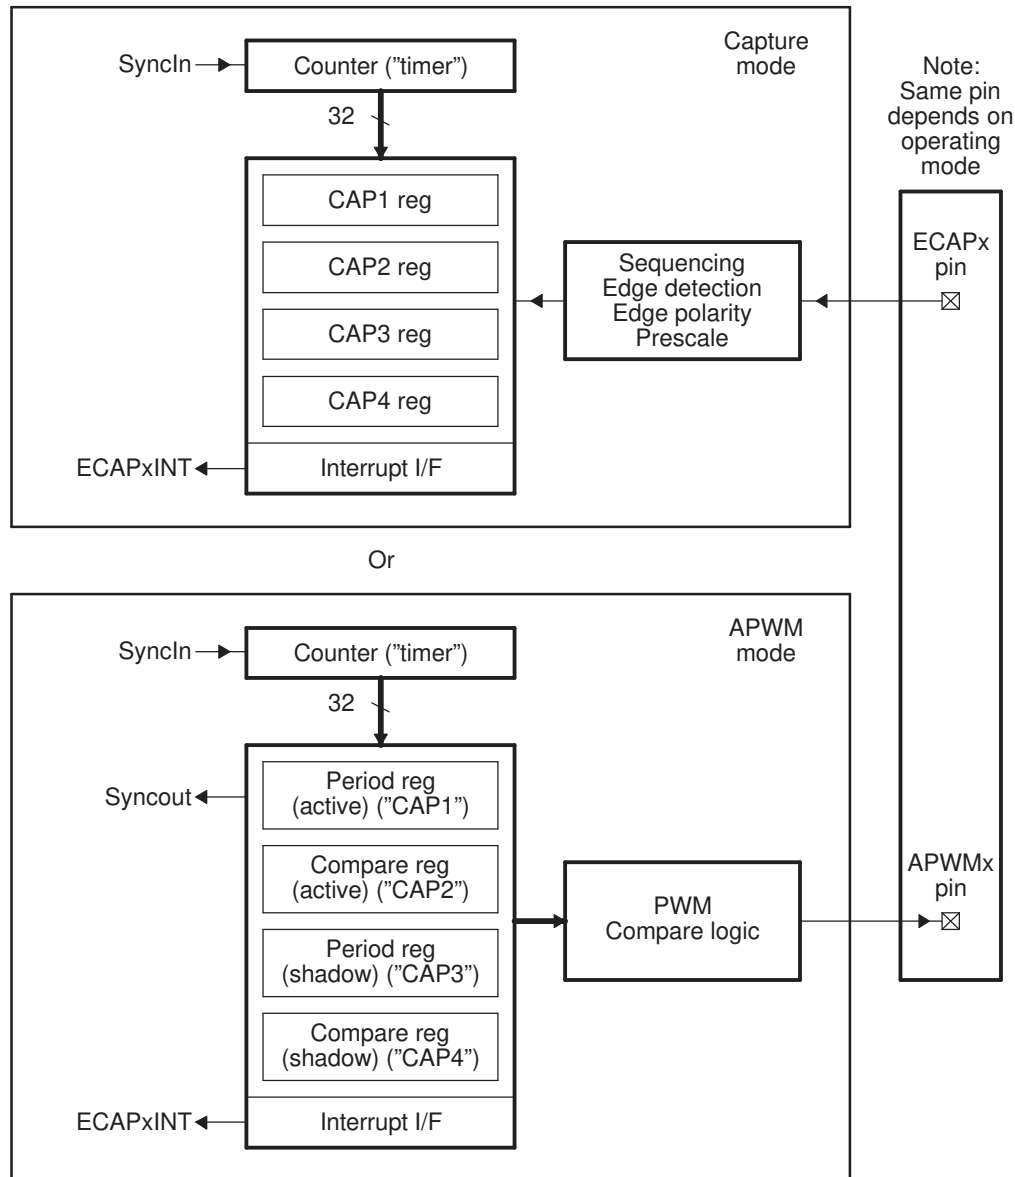 Capture
mode
SyncIn
Counter (”timer”)
32
CAP1 reg
CAP2 reg
CAP3 reg
CAP4 reg
Interrupt I/F
ECAPxINT
Sequencing
Edge detection
Edge polarity
Prescale
Note:
Same pin
depends on
operating
mode
ECAPx
pin
Or
APWM
mode
SyncIn
Counter (”timer”)
32
Syncout
Period reg
(active) (”CAP1”)
Compare reg
(active) (”CAP2”)
Period reg
(shadow) (”CAP3”)
Compare reg
(shadow) (”CAP4”)
Interrupt I/F
ECAPxINT
PWM
Compare logic
APWMx
pin